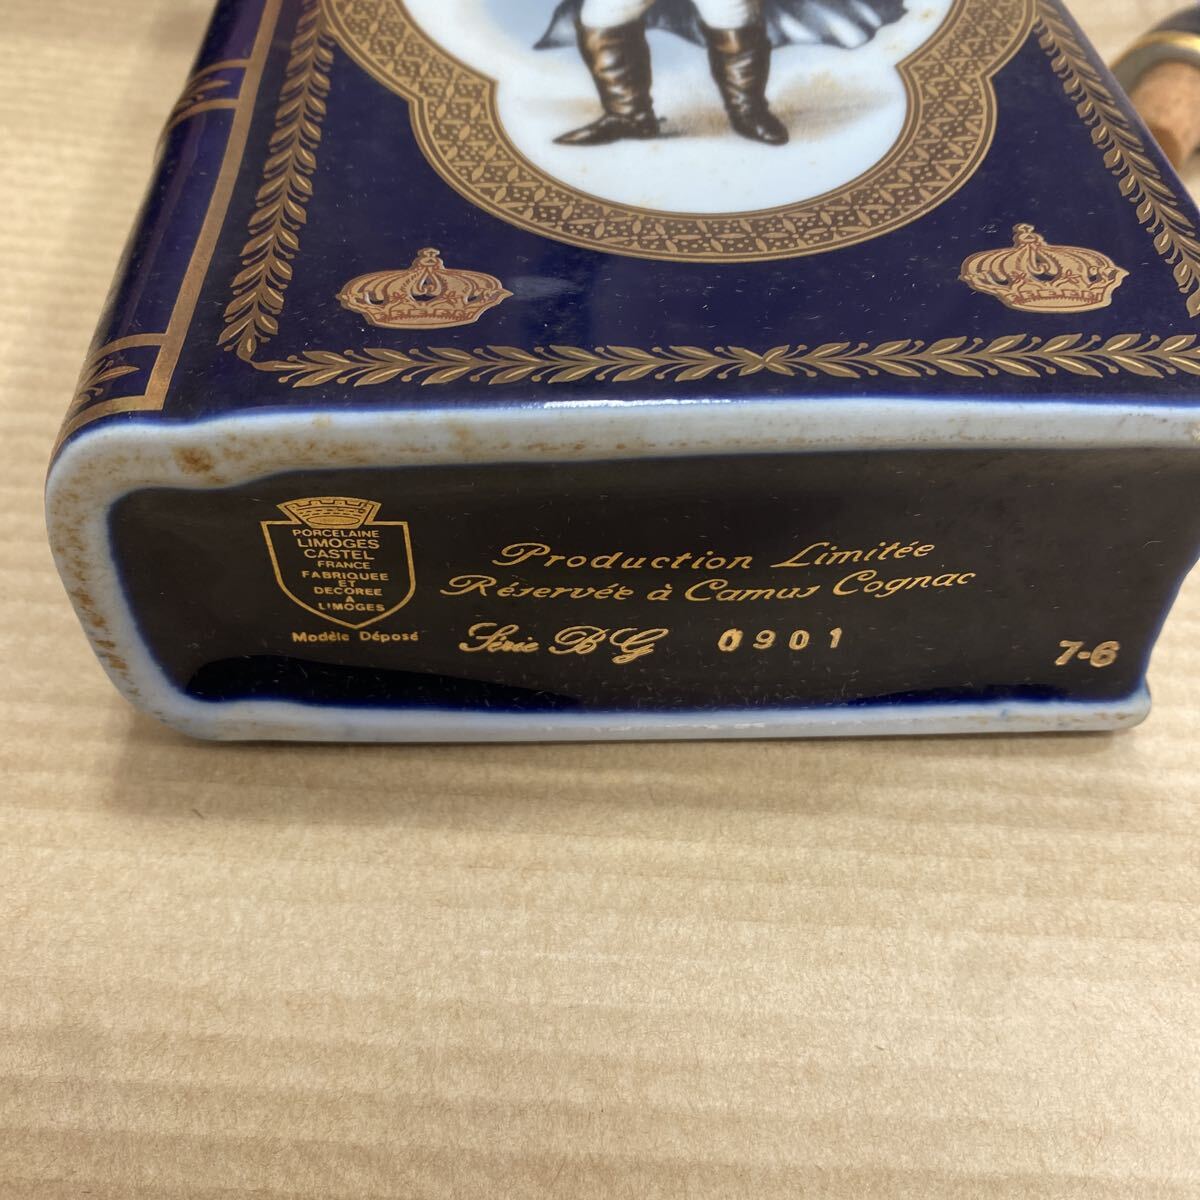 PORCELAINE
LIMOGES
CASTEL
FRANCE
FABRIQUEE
ET
DECOREE
A
LIMOGES
Modèle Déposé
Production Limitée
Réservée à Camus Cognac
Série BG 0901
7-6